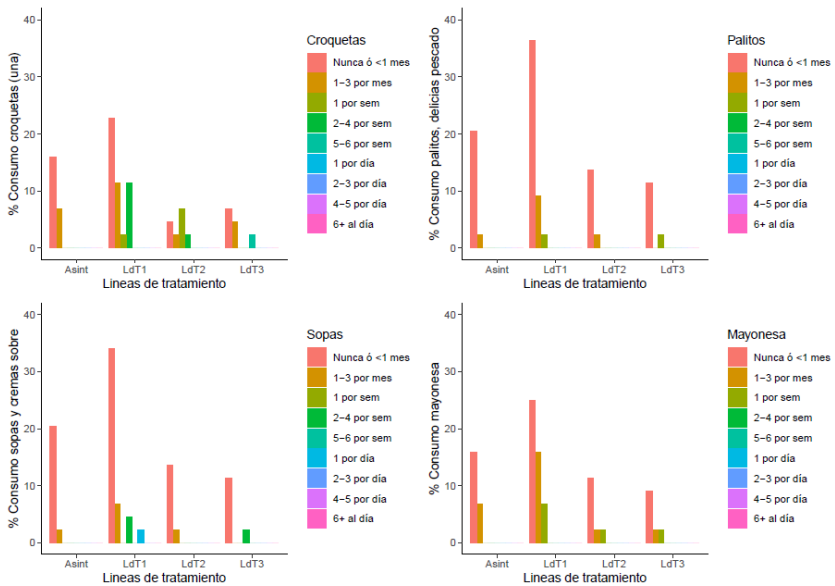 % Consumo croquetas (una)
40
30
20
10
0
Asint LdT1 LdT2 LdT3
Lineas de tratamiento
Croquetas
Nunca ó <1 mes
1−3 por mes
1 por sem
2−4 por sem
5−6 por sem
1 por día
2−3 por día
4−5 por día
6+ al día
% Consumo palitos, delicias pescado
40
30
20
10
0
Asint LdT1 LdT2 LdT3
Lineas de tratamiento
Palitos
Nunca ó <1 mes
1−3 por mes
1 por sem
2−4 por sem
5−6 por sem
1 por día
2−3 por día
4−5 por día
6+ al día
% Consumo sopas y cremas sobre
40
30
20
10
0
Asint LdT1 LdT2 LdT3
Lineas de tratamiento
Sopas
Nunca ó <1 mes
1−3 por mes
1 por sem
2−4 por sem
5−6 por sem
1 por día
2−3 por día
4−5 por día
6+ al día
% Consumo mayonesa
40
30
20
10
0
Asint LdT1 LdT2 LdT3
Lineas de tratamiento
Mayonesa
Nunca ó <1 mes
1−3 por mes
1 por sem
2−4 por sem
5−6 por sem
1 por día
2−3 por día
4−5 por día
6+ al día